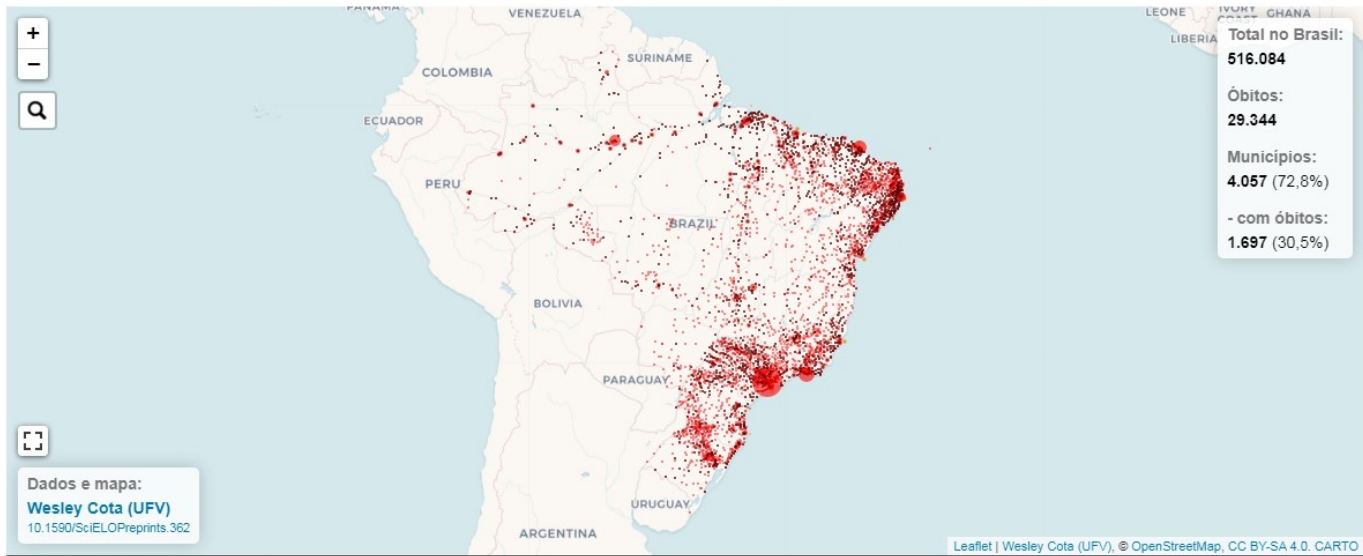 PANAMA
VENEZUELA
SURINAME
COLOMBIA
ECUADOR
PERU
BRAZIL
BOLIVIA
PARAGUAY
URUGUAY
ARGENTINA
LEONE
IVORY
COAST
GHANA
LIBERIA
+
−
Total no Brasil:
516.084
Óbitos:
29.344
Municípios:
4.057 (72,8%)
- com óbitos:
1.697 (30,5%)
Dados e mapa:
Wesley Cota (UFV)
10.1590/SciELOPreprints.362
Leaflet | Wesley Cota (UFV), © OpenStreetMap, CC BY-SA 4.0. CARTO